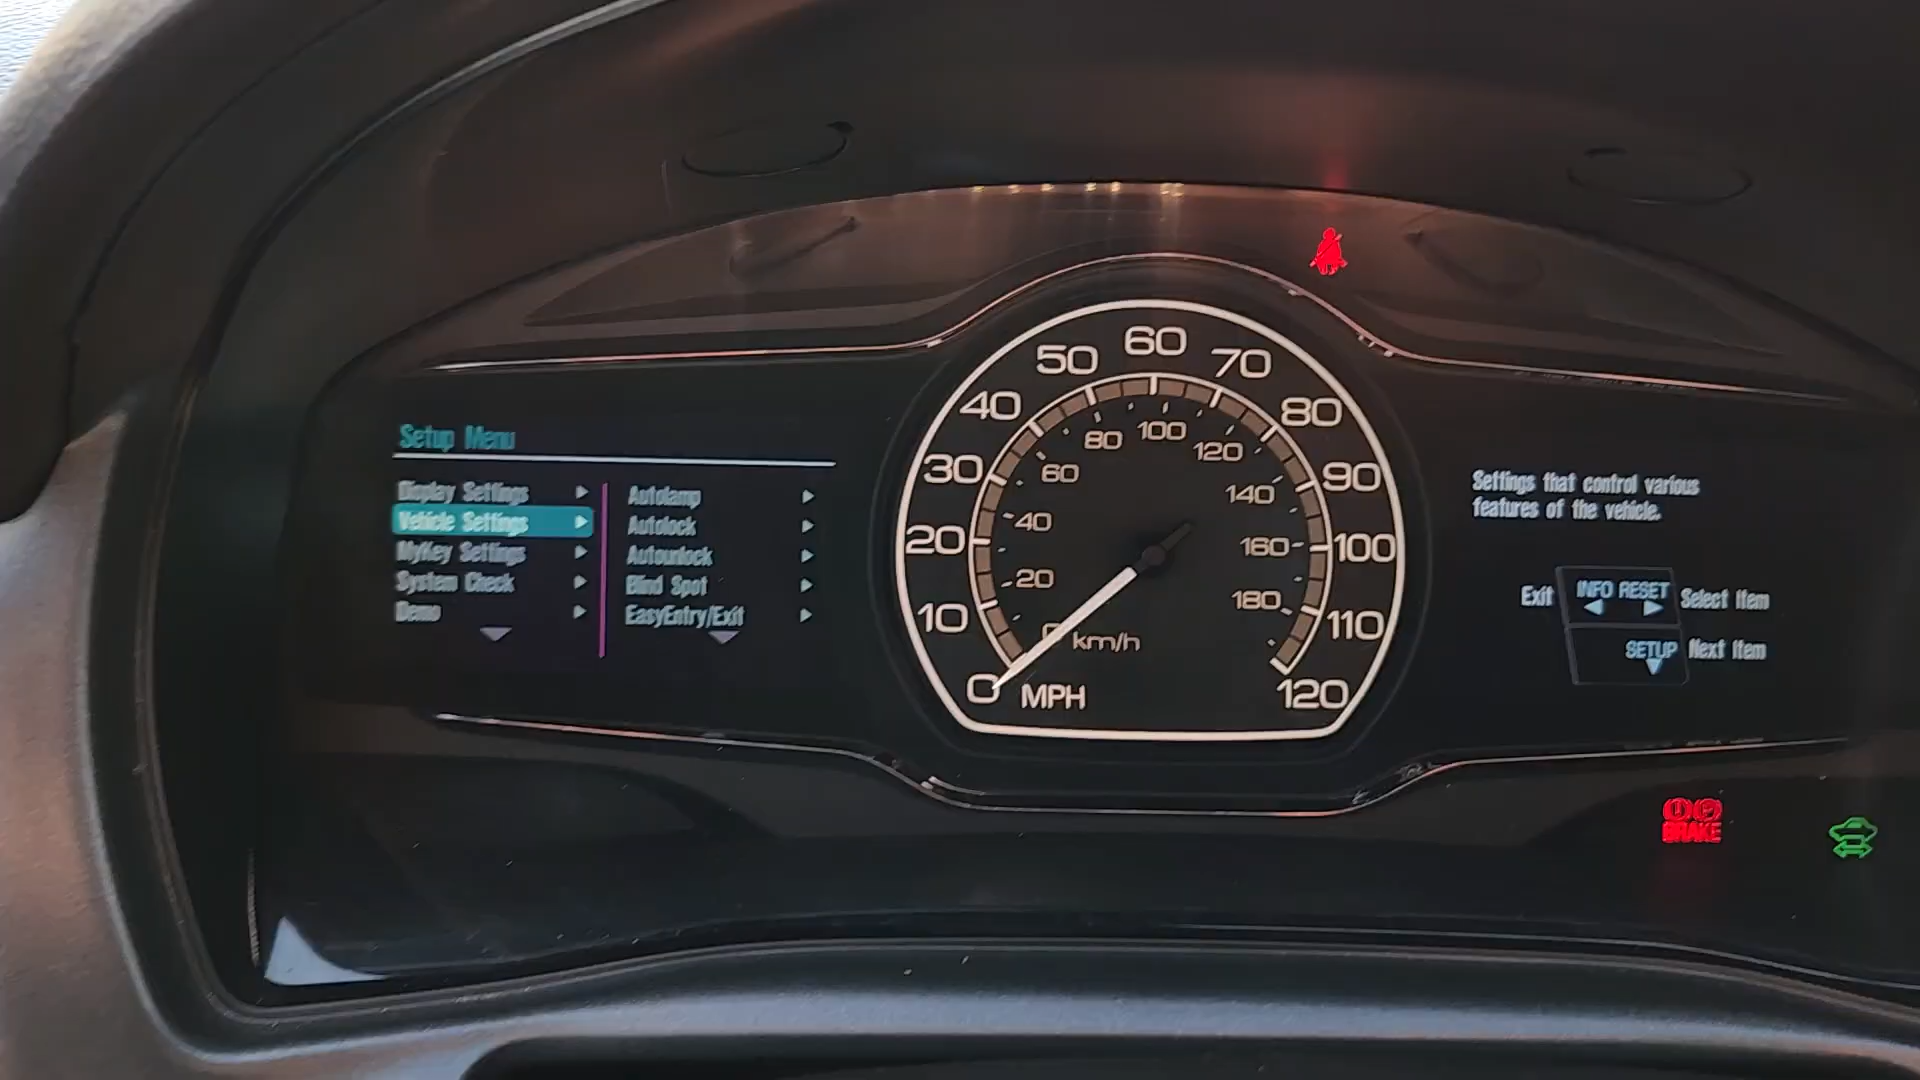 Setup Menu
Display Settings
Vehicle Settings
MyKey Settings
System Check
Demo
Autolamp
Autolock
Autounlock
Blind Spot
EasyEntry/Exit
0
10
20
30
40
50
60
70
80
90
100
110
120
MPH
0
20
40
60
80
100
120
140
160
180
km/h
Settings that control various
features of the vehicle.
Exit INFO RESET Select Item
SETUP Next Item
BRAKE